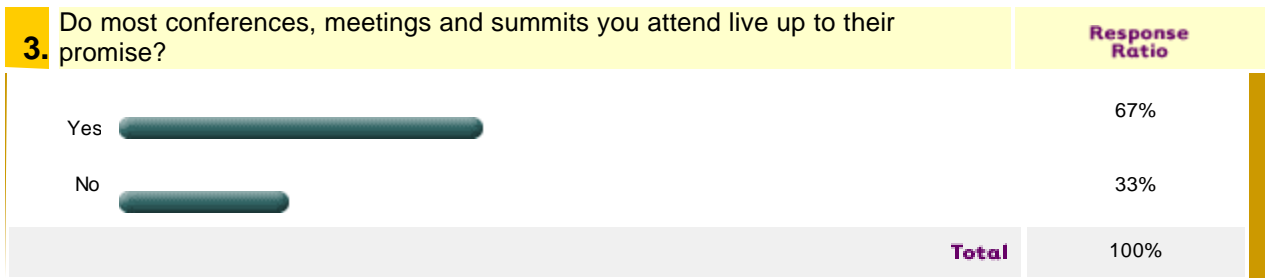 Do most conferences, meetings and summits you attend live up to their
3. promise?
Response
Ratio
Yes
67%
No
33%
Total 100%